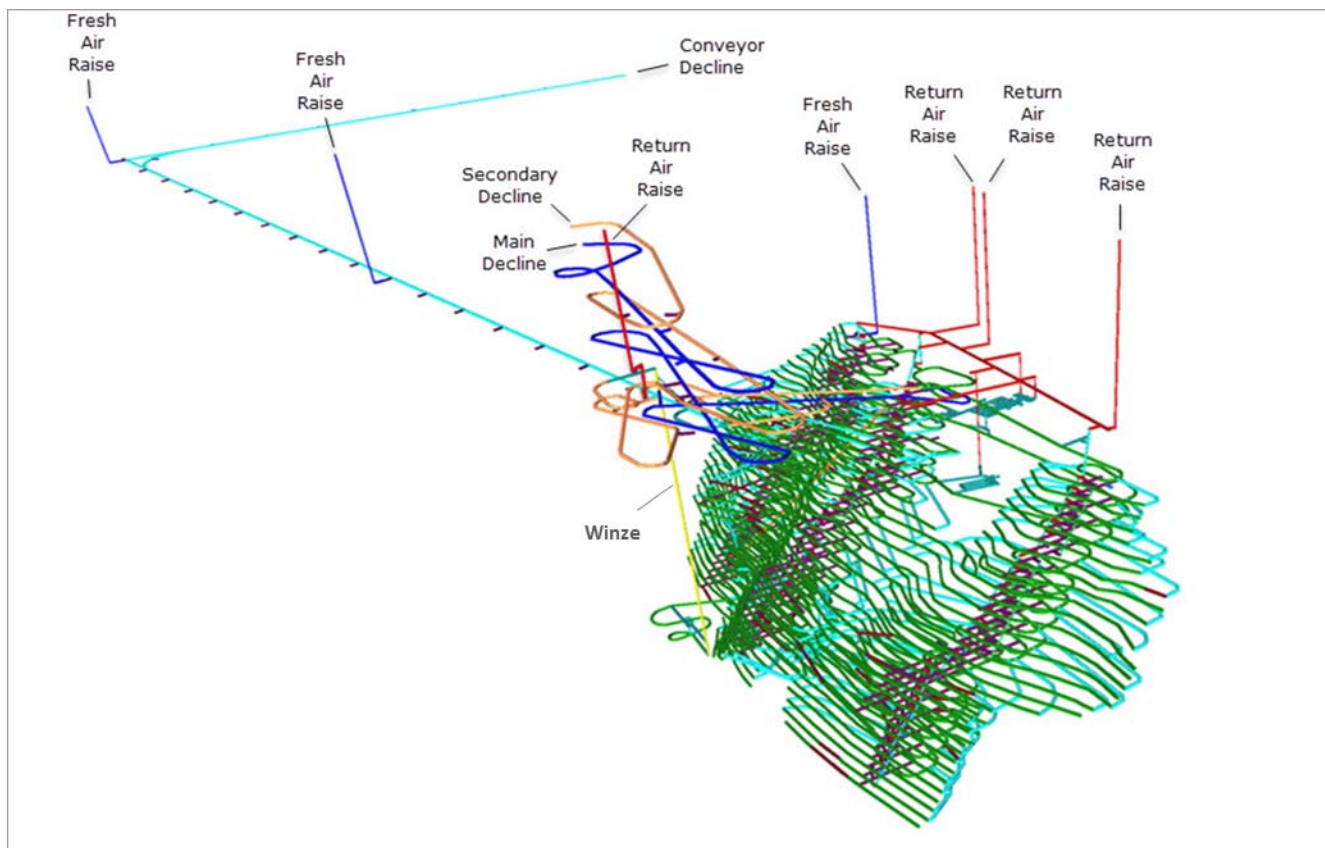 Fresh
Air
Raise
Fresh
Air
Raise
Conveyor
Decline
Secondary
Decline
Main
Decline
Return
Air
Raise
Fresh
Air
Raise
Return
Air
Raise
Return
Air
Raise
Return
Air
Raise
Winze